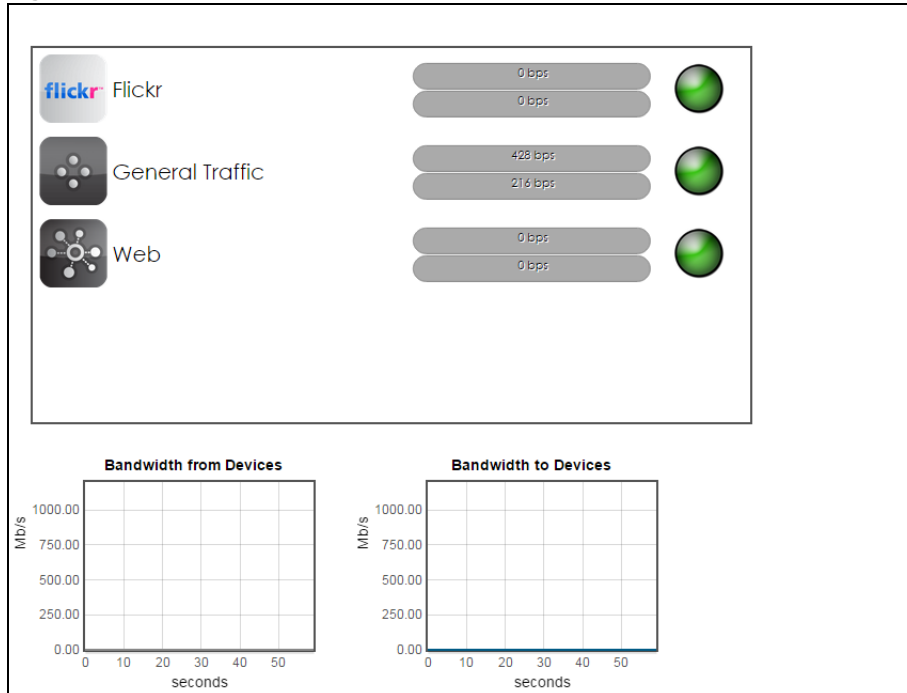 flickr Flickr
0 bps
0 bps
General Traffic
428 bps
216 bps
Web
0 bps
0 bps
Bandwidth from Devices
Mb/s
1000.00
750.00
500.00
250.00
0.00
0 10 20 30 40 50
seconds
Bandwidth to Devices
Mb/s
1000.00
750.00
500.00
250.00
0.00
0 10 20 30 40 50
seconds